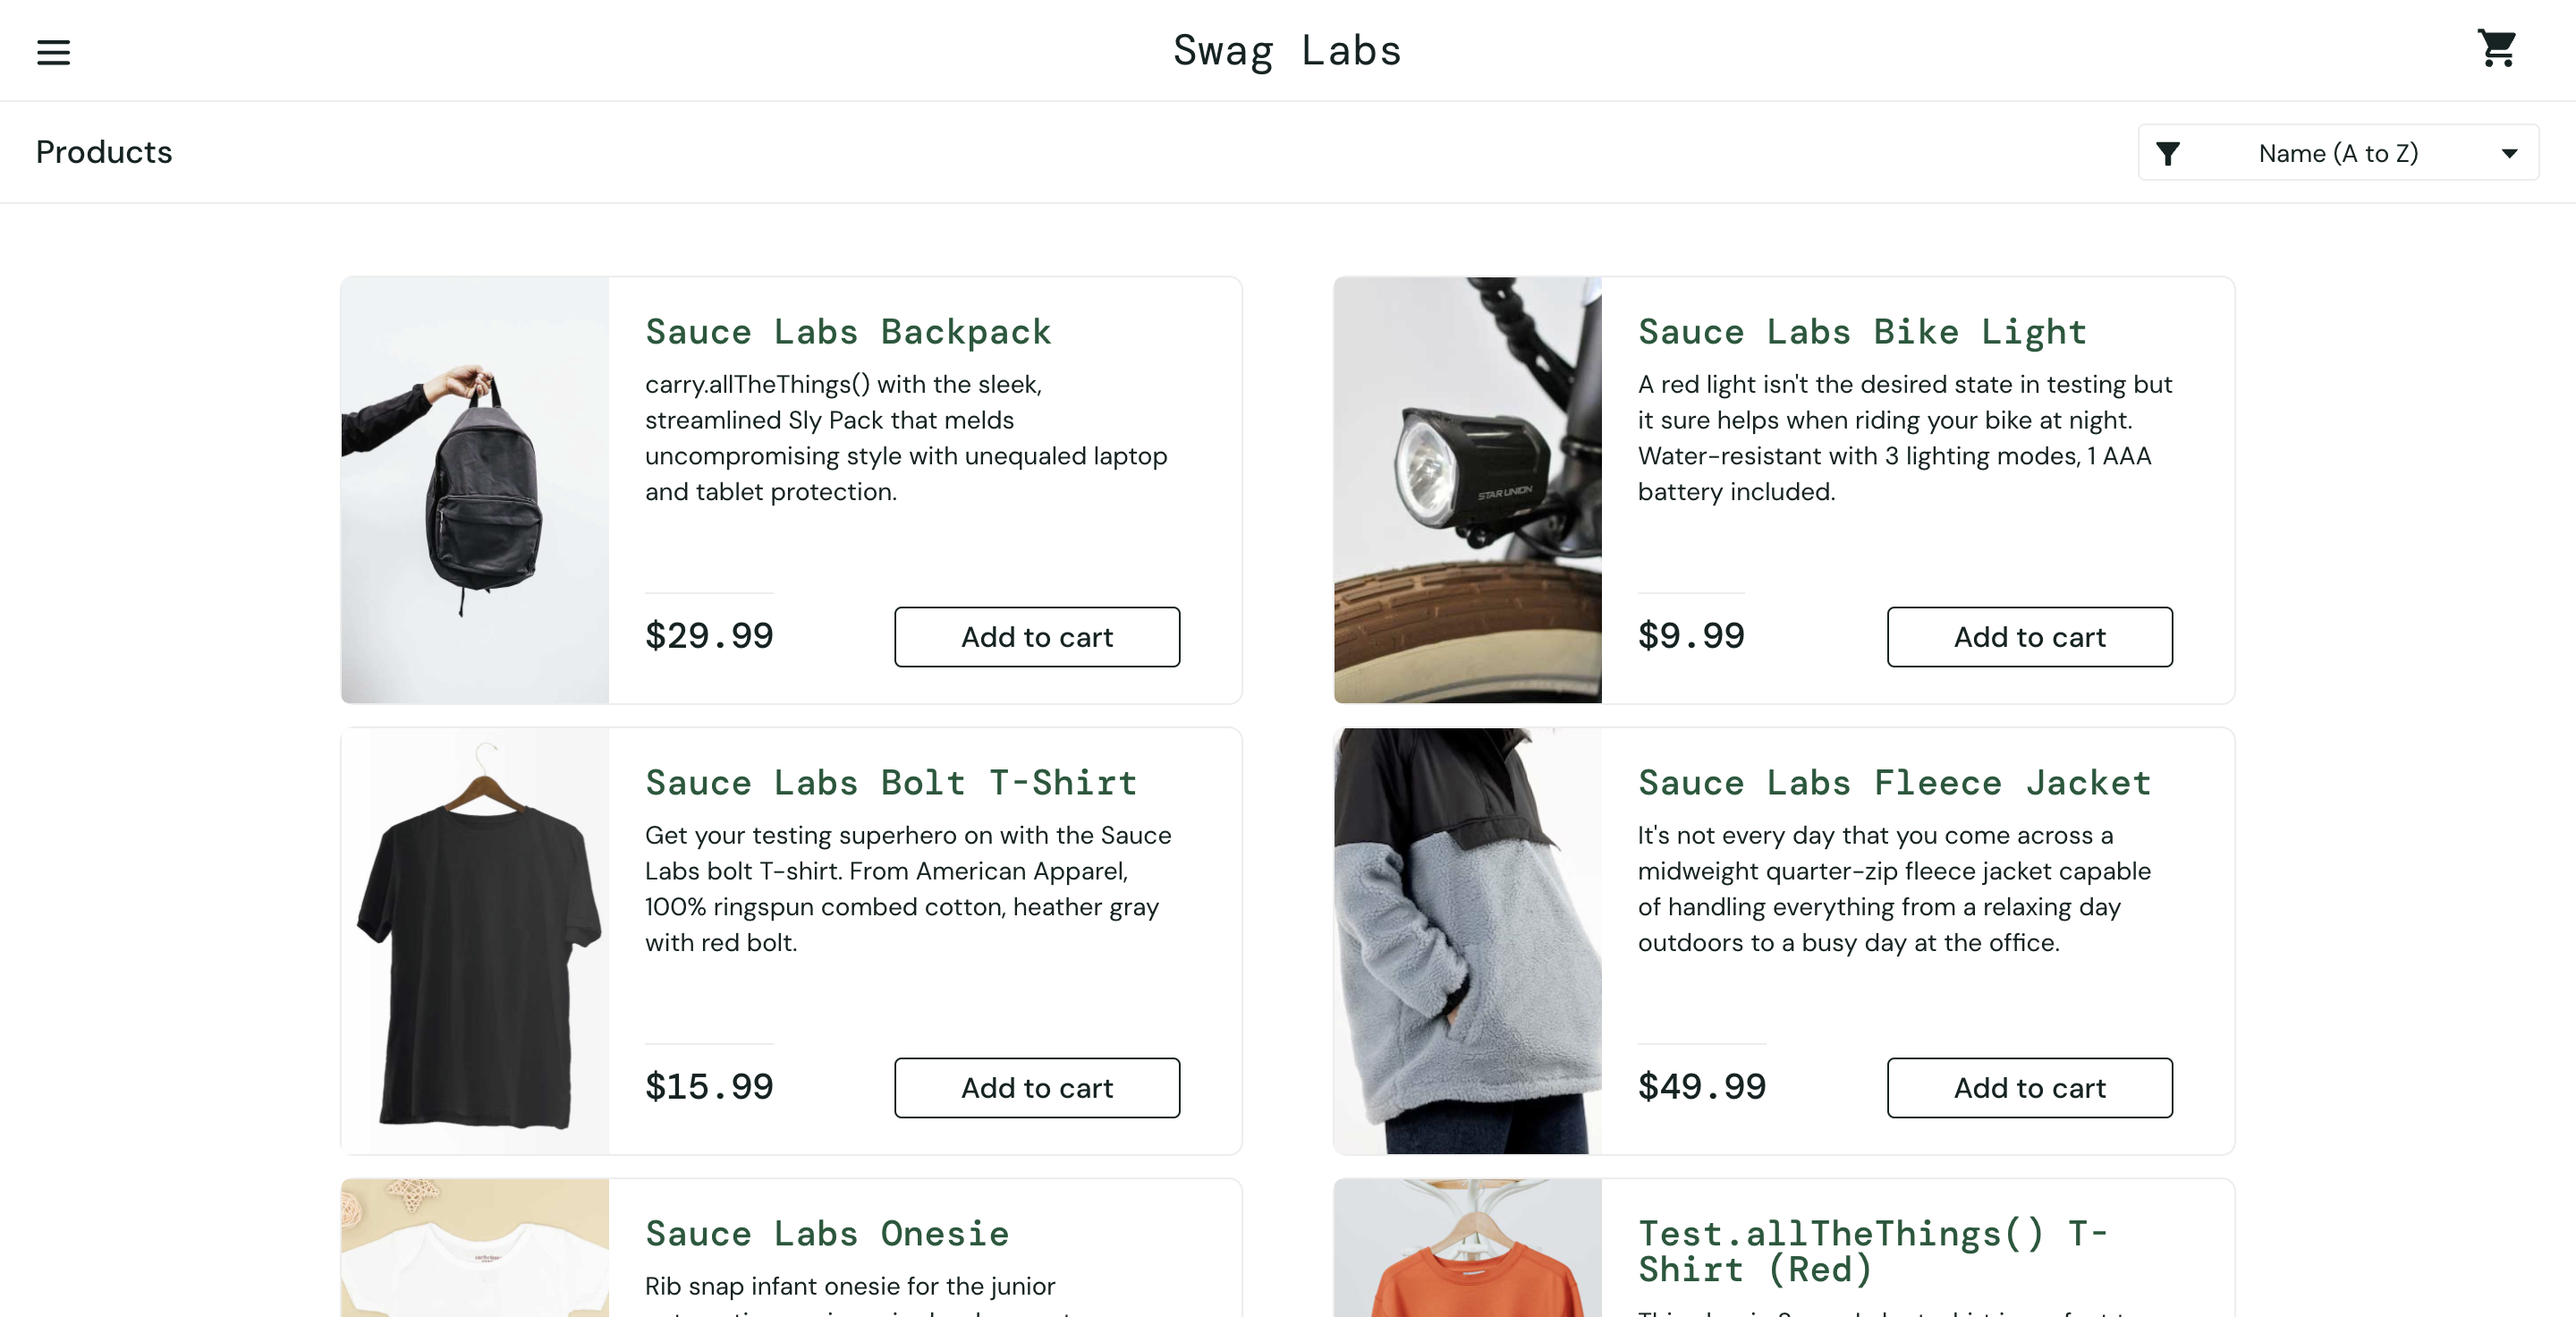 Swag Labs
Products
Name (A to Z)
Sauce Labs Backpack
carry.allTheThings() with the sleek,
streamlined Sly Pack that melds
uncompromising style with unequaled laptop
and tablet protection.
$29.99
Add to cart
Sauce Labs Bike Light
A red light isn't the desired state in testing but
it sure helps when riding your bike at night.
Water-resistant with 3 lighting modes, 1 AAA
battery included.
STAR UNION
$9.99
Add to cart
Sauce Labs Bolt T-Shirt
Get your testing superhero on with the Sauce
Labs bolt T-shirt. From American Apparel,
100% ringspun combed cotton, heather gray
with red bolt.
$15.99
Add to cart
Sauce Labs Fleece Jacket
It's not every day that you come across a
midweight quarter-zip fleece jacket capable
of handling everything from a relaxing day
outdoors to a busy day at the office.
$49.99
Add to cart
Sauce Labs Onesie
Rib snap infant onesie for the junior
Test.allTheThings() T-
Shirt (Red)